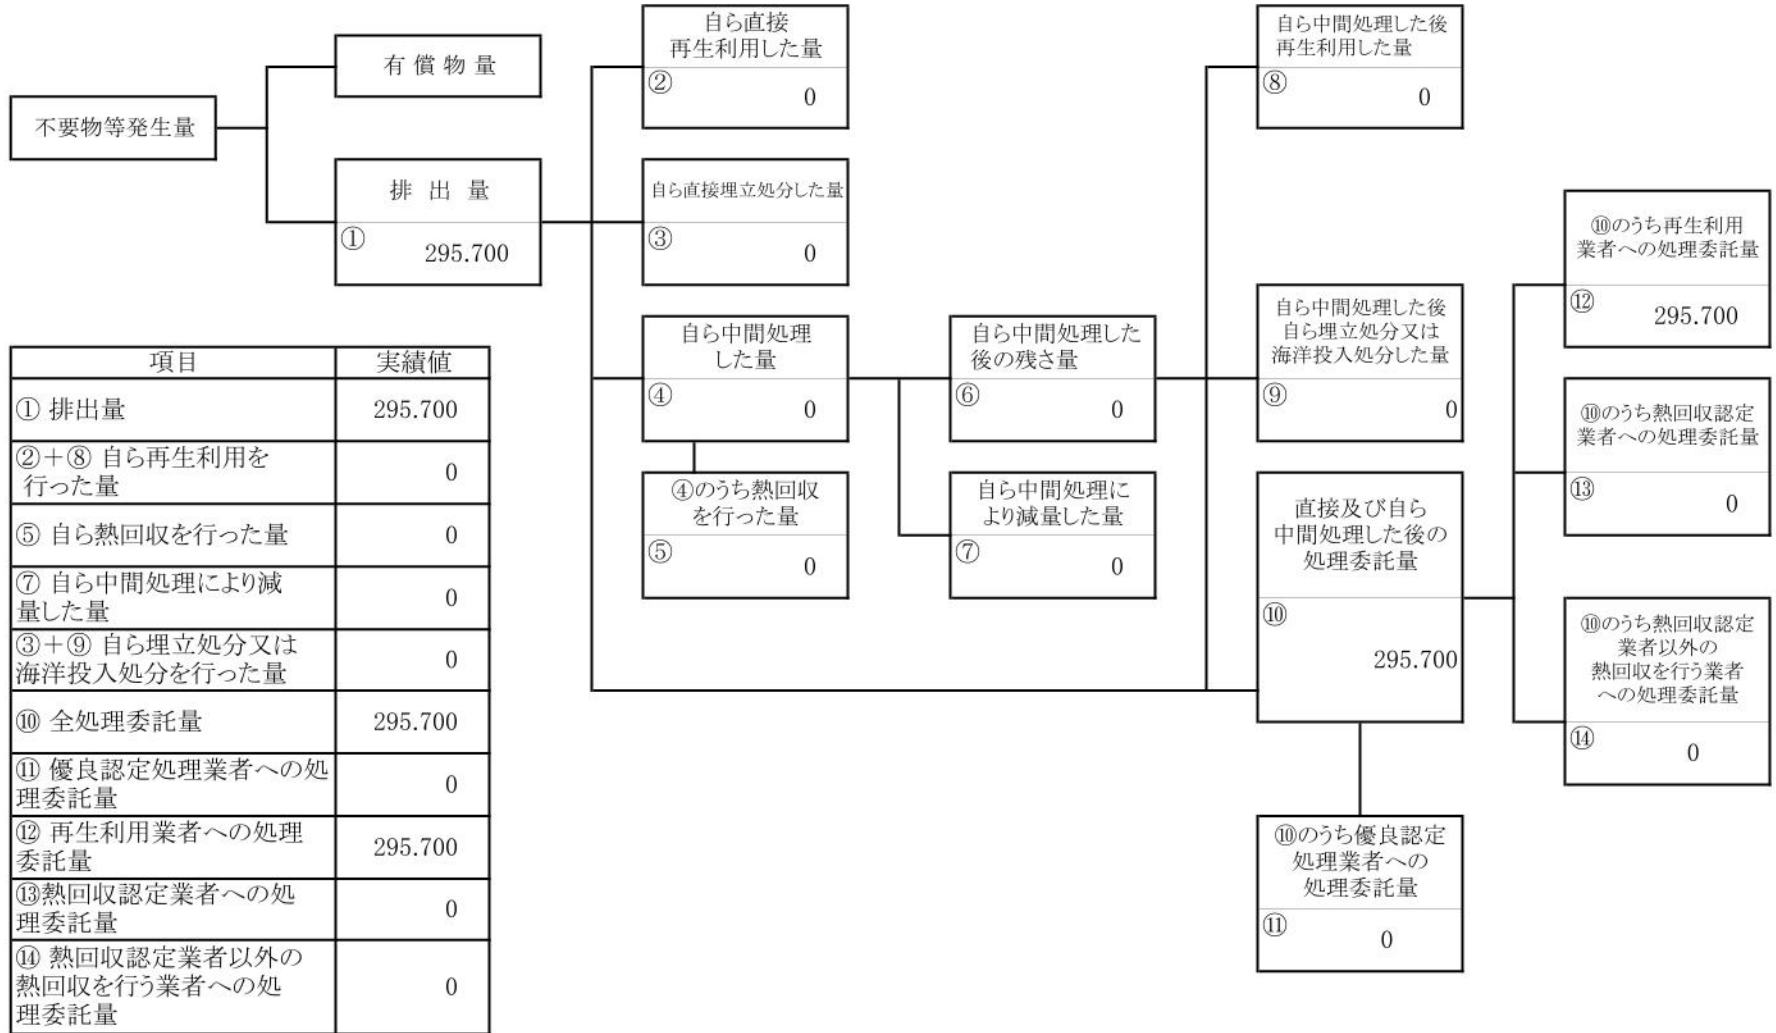 不要物等発生量
有償物量
排出量
①
295.700
自ら直接
再生利用した量
②
0
自ら直接埋立処分した量
③
0
自ら中間処理
した量
④
0
④のうち熱回収
を行った量
⑤
0
自ら中間処理した
後の残さ量
⑥
0
自ら中間処理に
より減量した量
⑦
0
自ら中間処理した後
再生利用した量
⑧
0
自ら中間処理した後
自ら埋立処分又は
海洋投入処分した量
⑨
0
直接及び自ら
中間処理した後の
処理委託量
⑩
295.700
⑩のうち優良認定
処理業者への
処理委託量
⑪
0
⑩のうち再生利用
業者への処理委託量
⑫
295.700
⑩のうち熱回収認定
業者への処理委託量
⑬
0
⑩のうち熱回収認定
業者以外の
熱回収を行う業者
への処理委託量
⑭
0
項目 実績値
① 排出量 295.700
②+⑧ 自ら再生利用を
行った量 0
⑤ 自ら熱回収を行った量 0
⑦ 自ら中間処理により減
量した量 0
③+⑨ 自ら埋立処分又は
海洋投入処分を行った量 0
⑩ 全処理委託量 295.700
⑪ 優良認定処理業者への処
理委託量 0
⑫ 再生利用業者への処理
委託量 295.700
⑬熱回収認定業者への処
理委託量 0
⑭ 熱回収認定業者以外の
熱回収を行う業者への処
理委託量 0